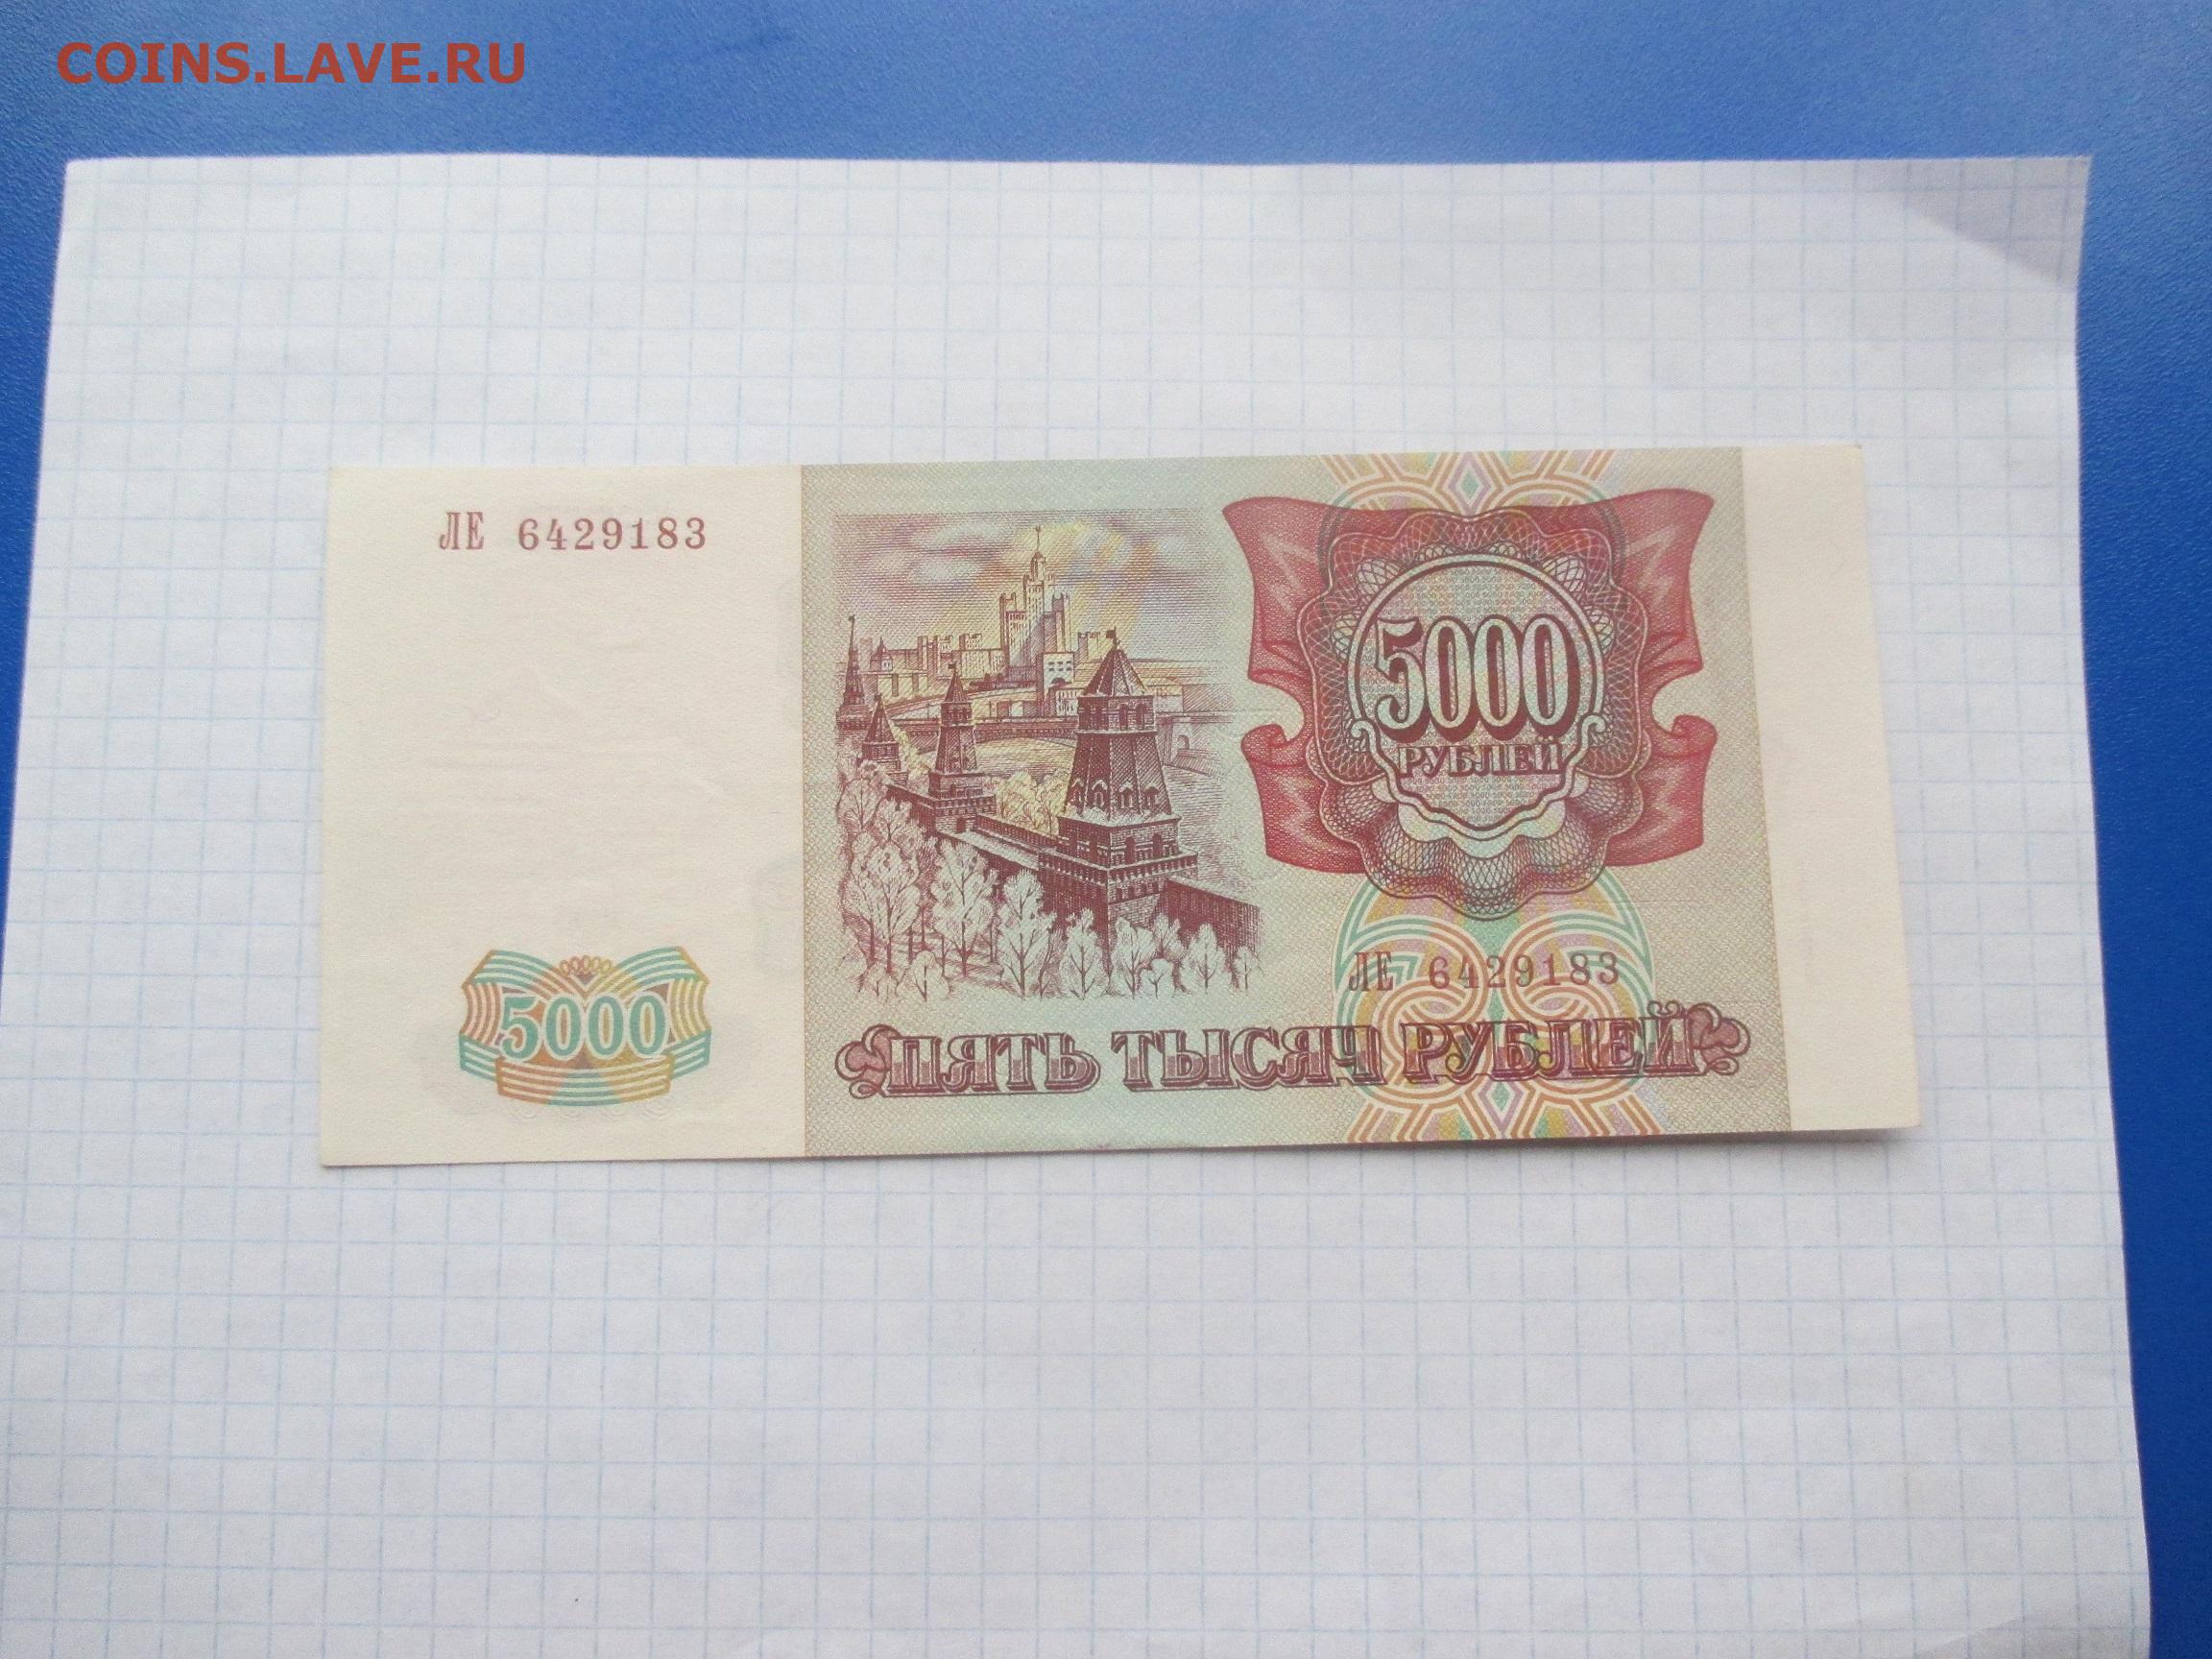 COINS.LAVE.RU
ЛЕ 6429183
5000
РУБЛЕЙ
ЛЕ 6429183
5000
ПЯТЬ ТЫСЯЧ РУБЛЕЙ